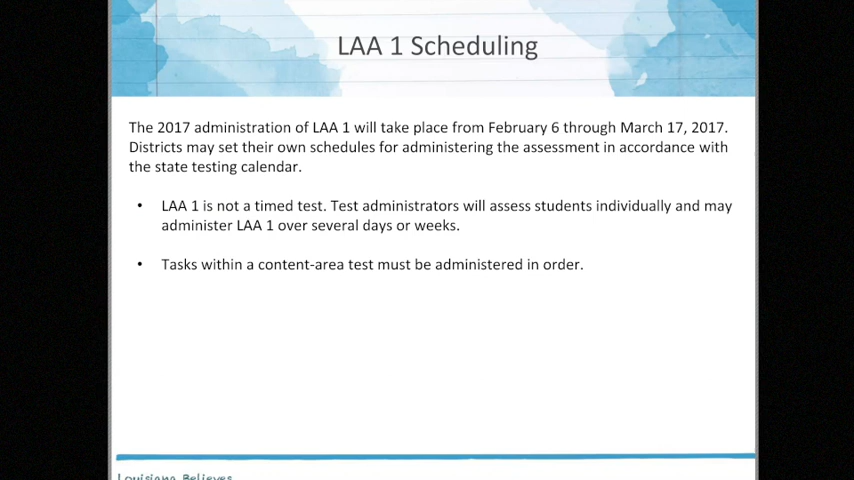 LAA 1 Scheduling
The 2017 administration of LAA 1 will take place from February 6 through March 17, 2017.
Districts may set their own schedules for administering the assessment in accordance with
the state testing calendar.
• LAA 1 is not a timed test. Test administrators will assess students individually and may
administer LAA 1 over several days or weeks.
• Tasks within a content-area test must be administered in order.
Louisiana Believes